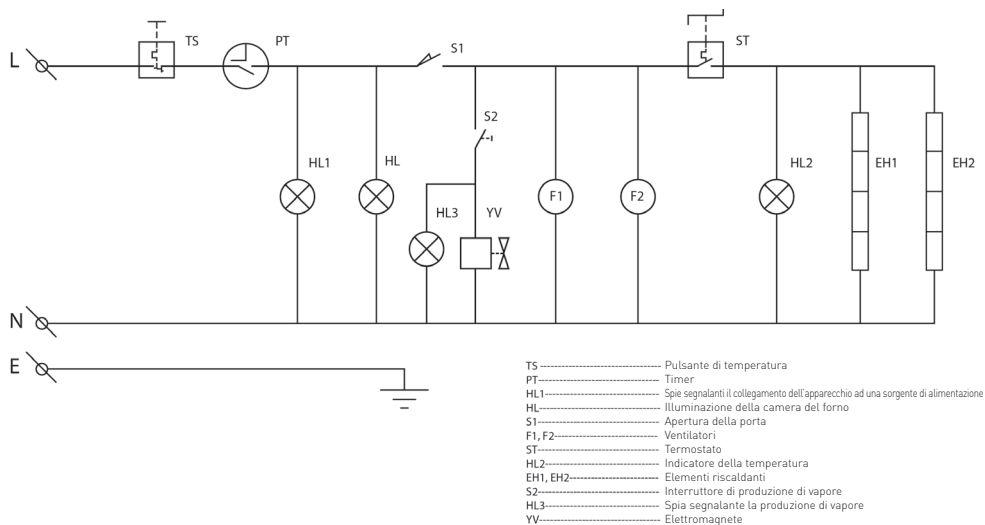 TS
PT
S1
ST
L
S2
HL1
HL
HL3
YV
F1
F2
HL2
EH1
EH2
N
E
TS Pulsante di temperatura
PT Timer
HL1 Spie segnalanti il collegamento dell'apparecchio ad una sorgente di alimentazione
HL Illuminazione della camera del forno
S1 Apertura della porta
F1, F2 Ventilatori
ST Termostato
HL2 Indicatore della temperatura
EH1, EH2 Elementi riscaldanti
S2 Interruttore di produzione di vapore
HL3 Spia segnalante la produzione di vapore
YV Elettromagnete